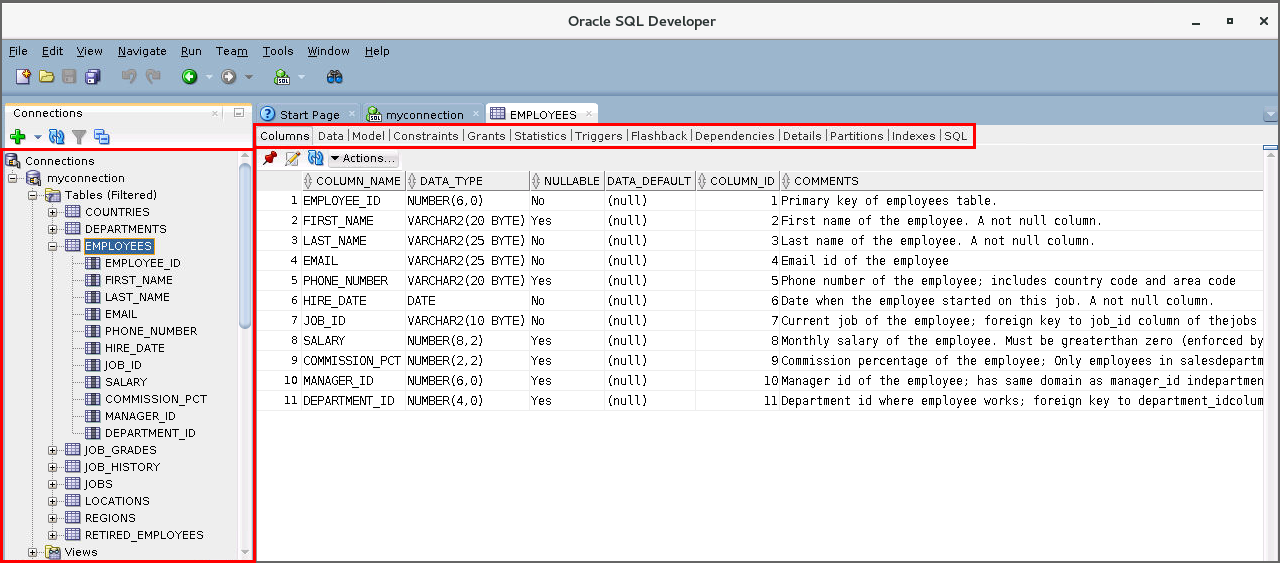 Oracle SQL Developer
File Edit View Navigate Run Team Tools Window Help
Connections
Start Page myconnection EMPLOYEES
Columns Data Model Constraints Grants Statistics Triggers Flashback Dependencies Details Partitions Indexes SQL
Actions...
Connections
myconnection
Tables (Filtered)
COUNTRIES
DEPARTMENTS
EMPLOYEES
EMPLOYEE_ID
FIRST_NAME
LAST_NAME
EMAIL
PHONE_NUMBER
HIRE_DATE
JOB_ID
SALARY
COMMISSION_PCT
MANAGER_ID
DEPARTMENT_ID
JOB_GRADES
JOB_HISTORY
JOBS
LOCATIONS
REGIONS
RETIRED_EMPLOYEES
Views
COLUMN_NAME DATA_TYPE NULLABLE DATA_DEFAULT COLUMN_ID COMMENTS
1 EMPLOYEE_ID NUMBER(6,0) No (null) 1 Primary key of employees table.
2 FIRST_NAME VARCHAR2(20 BYTE) Yes (null) 2 First name of the employee. A not null column.
3 LAST_NAME VARCHAR2(25 BYTE) No (null) 3 Last name of the employee. A not null column.
4 EMAIL VARCHAR2(25 BYTE) No (null) 4 Email id of the employee
5 PHONE_NUMBER VARCHAR2(20 BYTE) Yes (null) 5 Phone number of the employee; includes country code and area code
6 HIRE_DATE DATE No (null) 6 Date when the employee started on this job. A not null column.
7 JOB_ID VARCHAR2(10 BYTE) No (null) 7 Current job of the employee; foreign key to job_id column of thejobs
8 SALARY NUMBER(8,2) Yes (null) 8 Monthly salary of the employee. Must be greaterthan zero (enforced by
9 COMMISSION_PCT NUMBER(2,2) Yes (null) 9 Commission percentage of the employee; Only employees in salesdepartm
10 MANAGER_ID NUMBER(6,0) Yes (null) 10 Manager id of the employee; has same domain as manager_id indepartmen
11 DEPARTMENT_ID NUMBER(4,0) Yes (null) 11 Department id where employee works; foreign key to department_idcolum